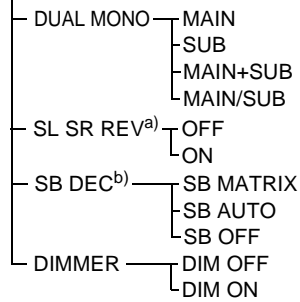 DUAL MONO MAIN
SUB
MAIN+SUB
MAIN/SUB
SL SR REVa) OFF
ON
SB DECb) SB MATRIX
SB AUTO
SB OFF
DIMMER DIM OFF
DIM ON